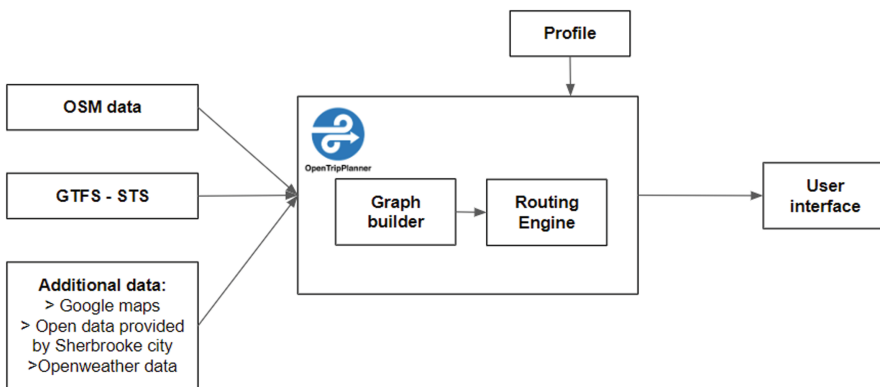 Profile
OSM data
OpenTripPlanner
GTFS - STS
Graph
builder
Routing
Engine
User
interface
Additional data:
> Google maps
> Open data provided
by Sherbrooke city
>Openweather data